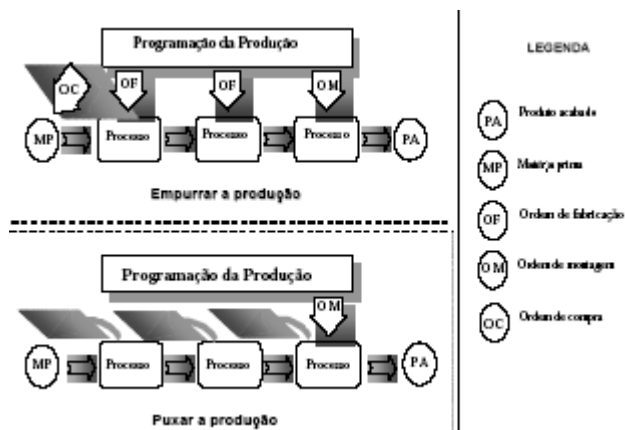 Programação da Produção
LEGENDA
OC
OF
OF
OM
PA
Produto acabado
MP
Processo
Processo
Processo
PA
MP
Matérja prima
Empurrar a produção
OF
Ordem de fabricação
Programação da Produção
OM
Ordem de montagem
OM
OC
Ordem de compra
MP
Processo
Processo
Processo
PA
Puxar a produção